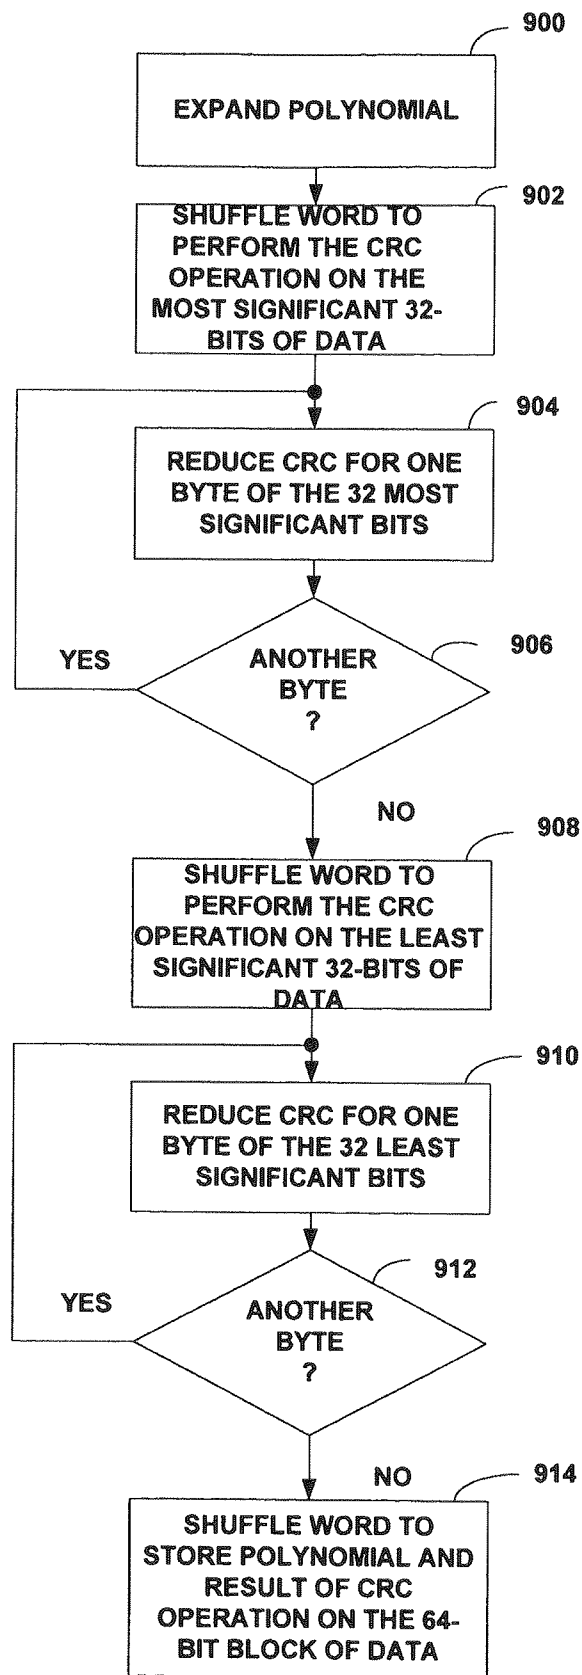 900
EXPAND POLYNOMIAL
902
SHUFFLE WORD TO
PERFORM THE CRC
OPERATION ON THE
MOST SIGNIFICANT 32-
BITS OF DATA
904
REDUCE CRC FOR ONE
BYTE OF THE 32 MOST
SIGNIFICANT BITS
906
YES
ANOTHER
BYTE
?
NO
908
SHUFFLE WORD TO
PERFORM THE CRC
OPERATION ON THE LEAST
SIGNIFICANT 32-BITS OF
DATA
910
REDUCE CRC FOR ONE
BYTE OF THE 32 LEAST
SIGNIFICANT BITS
912
YES
ANOTHER
BYTE
?
NO
914
SHUFFLE WORD TO
STORE POLYNOMIAL AND
RESULT OF CRC
OPERATION ON THE 64-
BIT BLOCK OF DATA